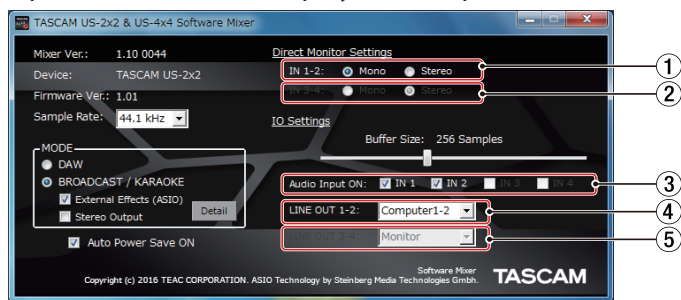 TASCAM US-2x2 & US-4x4 Software Mixer
Mixer Ver.: 1.10 0044
Device: TASCAM US-2x2
Firmware Ver.: 1.01
Sample Rate: 44.1 kHz
MODE
DAW
BROADCAST / KARAOKE
External Effects (ASIO)
Stereo Output
Detail
Auto Power Save ON
Direct Monitor Settings
IN 1-2: Mono Stereo
IN 3-4: Mono Stereo
IO Settings
Buffer Size: 256 Samples
Audio Input ON: IN 1 IN 2 IN 3 IN 4
LINE OUT 1-2: Computer1-2
LINE OUT 3-4: Monitor
1
2
3
4
5
Software Mixer
Copyright (c) 2016 TEAC CORPORATION. ASIO Technology by Steinberg Media Technologies Gmbh.
TASCAM